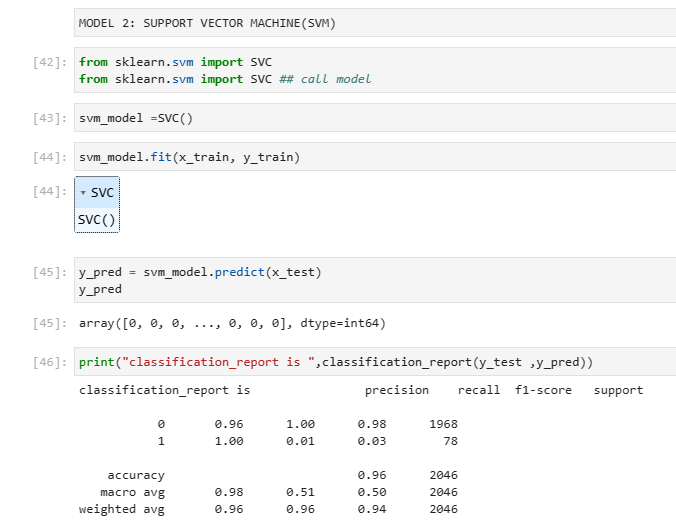 MODEL 2: SUPPORT VECTOR MACHINE(SVM)
[42]: from sklearn.svm import SVC
from sklearn.svm import SVC ## call model
[43]: svm_model =SVC()
[44]: svm_model.fit(x_train, y_train)
[44]: ▾ SVC
SVC()
[45]: y_pred = svm_model.predict(x_test)
y_pred
[45]: array([0, 0, 0, ..., 0, 0, 0], dtype=int64)
[46]: print("classification_report is ",classification_report(y_test ,y_pred))
classification_report is                precision    recall  f1-score   support
0       0.96      1.00      0.98      1968
1       1.00      0.01      0.03        78
accuracy                           0.96      2046
macro avg       0.98      0.51      0.50      2046
weighted avg       0.96      0.96      0.94      2046